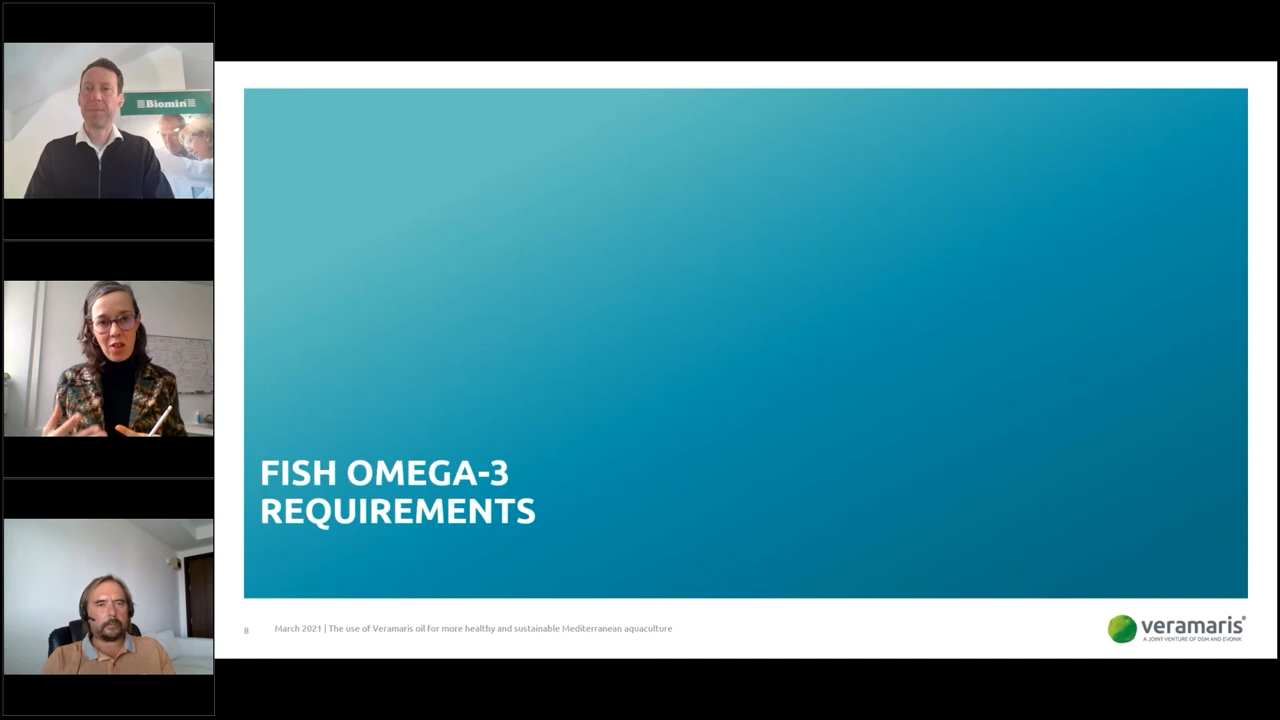 Biomin
FISH OMEGA-3
REQUIREMENTS
8
March 2021 | The use of Veramaris oil for more healthy and sustainable Mediterranean aquaculture
veramaris®
A JOINT VENTURE OF DSM AND EVONIK